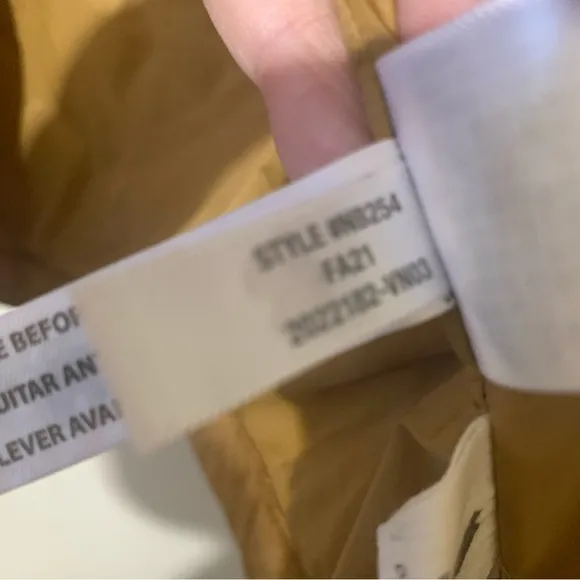 STYLE #NB254
FA21
2022182-VN03
E BEFOR
UITAR AN
LEVER AVA